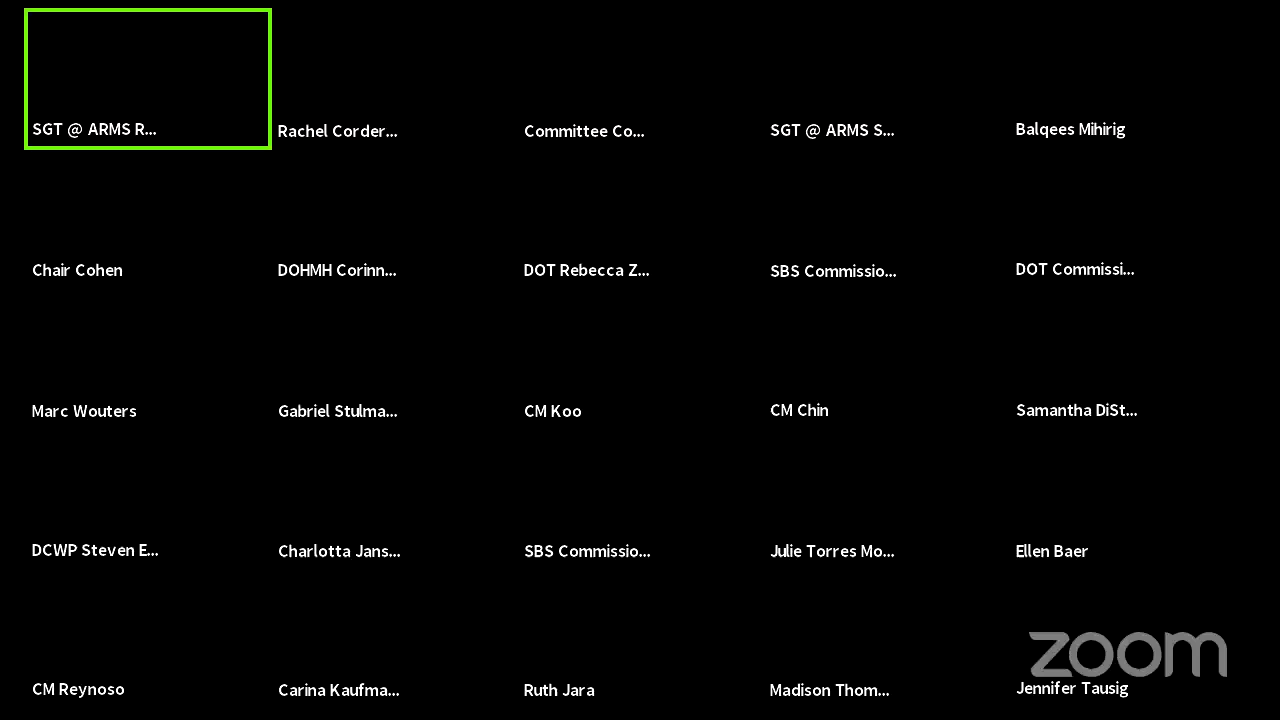 SGT @ ARMS R...
Rachel Corder...
Committee Co...
SGT @ ARMS S...
Balqees Mihirig
Chair Cohen
DOHMH Corinn...
DOT Rebecca Z...
SBS Commissio...
DOT Commissi...
Marc Wouters
Gabriel Stulma...
CM Koo
CM Chin
Samantha DiSt...
DCWP Steven E...
Charlotta Jans...
SBS Commissio...
Julie Torres Mo...
Ellen Baer
zoom
CM Reynoso
Carina Kaufma...
Ruth Jara
Madison Thom...
Jennifer Tausig